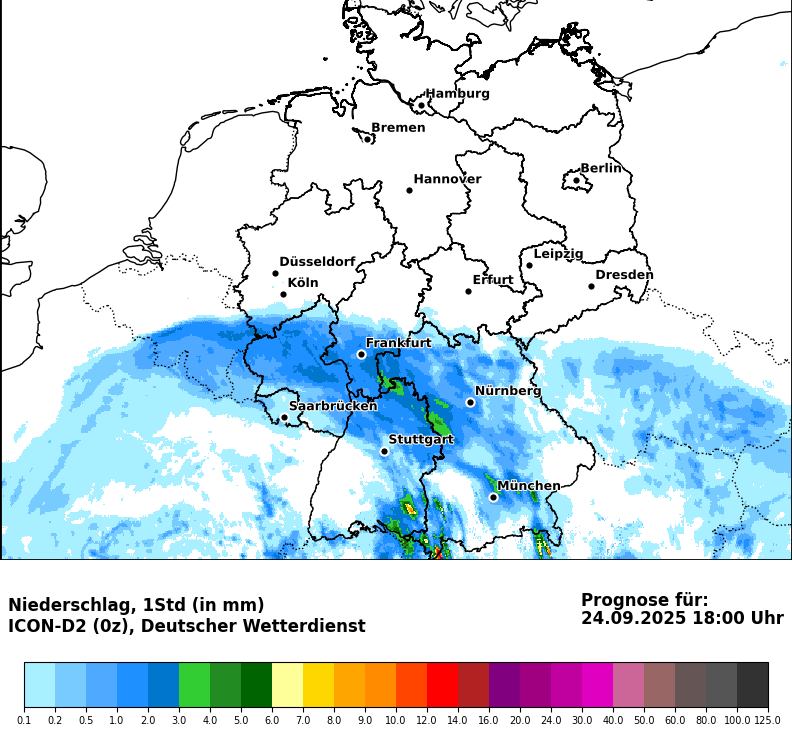 Hamburg
Bremen
Berlin
Hannover
Leipzig
Düsseldorf
Dresden
Köln
Erfurt
Frankfurt
Nürnberg
Saarbrücken
Stuttgart
München
Niederschlag, 1Std (in mm)
ICON-D2 (0z), Deutscher Wetterdienst
Prognose für:
24.09.2025 18:00 Uhr
0.1 0.2 0.5 1.0 2.0 3.0 4.0 5.0 6.0 7.0 8.0 9.0 10.0 12.0 14.0 16.0 20.0 24.0 30.0 40.0 50.0 60.0 80.0 100.0 125.0